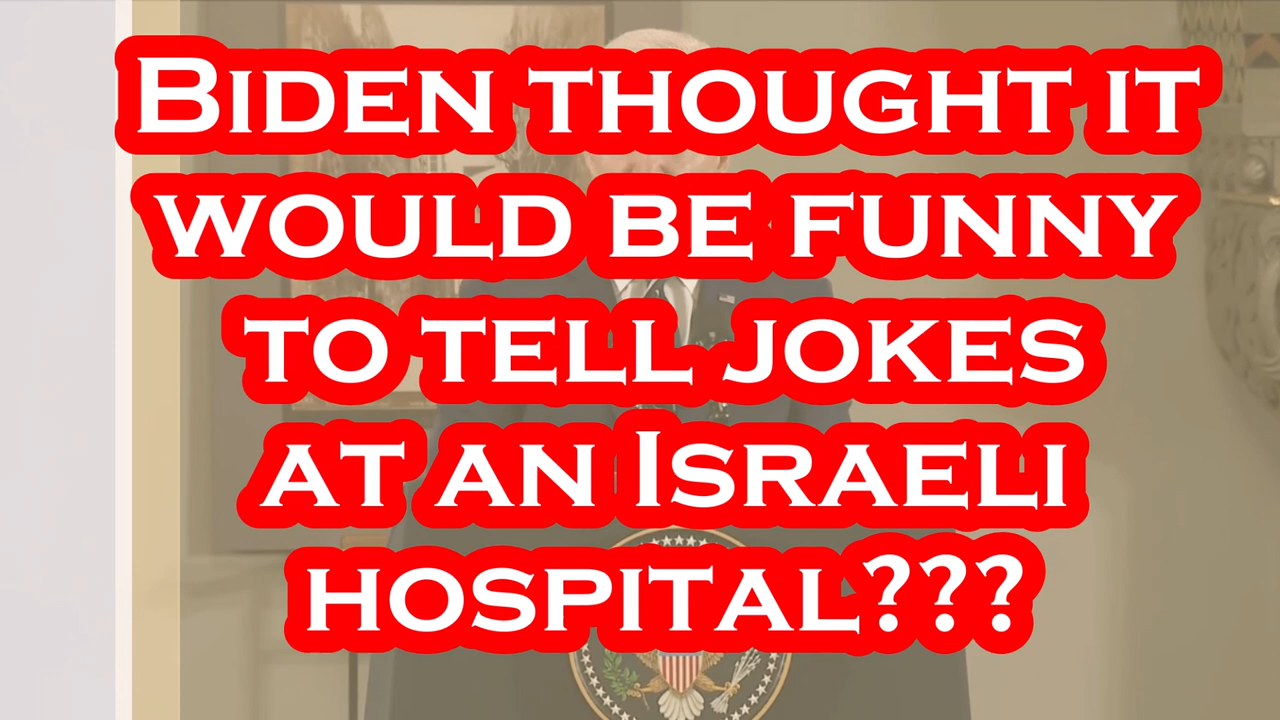 Biden thought it
would be funny
to tell jokes
at an Israeli
hospital???